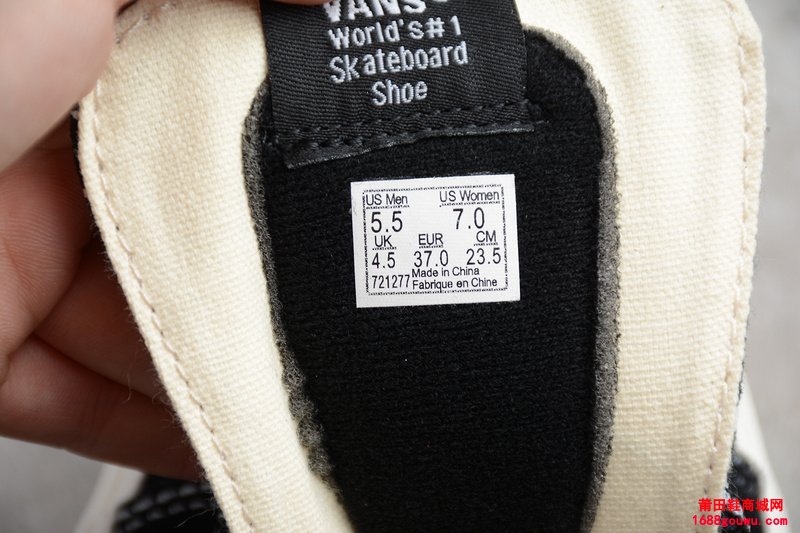 VANS
World's#1
Skateboard
Shoe
US Men US Women
5.5 7.0
UK EUR CM
4.5 37.0 23.5
721277 Made in China
Fabrique en Chine
莆田鞋商城网
1688gouwu.com